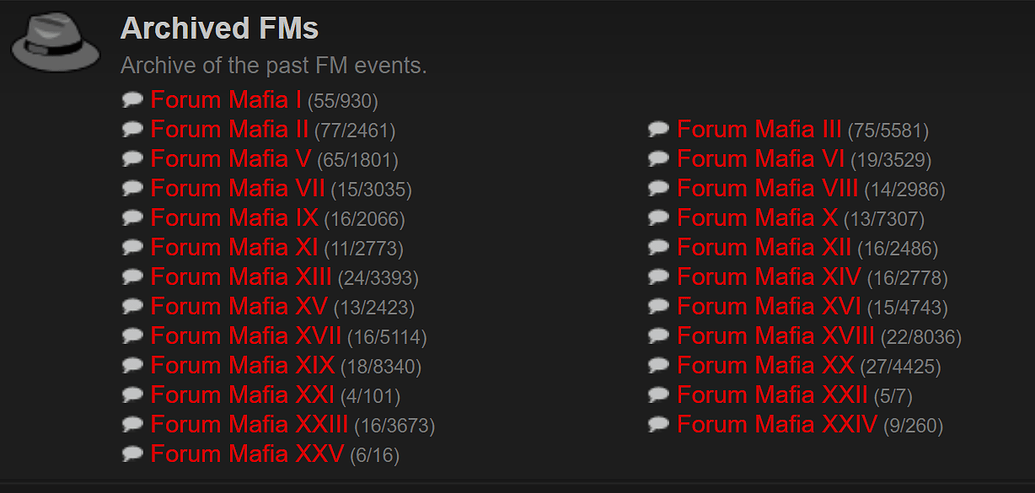 Archived FMs
Archive of the past FM events.
Forum Mafia I (55/930)
Forum Mafia II (77/2461)
Forum Mafia III (75/5581)
Forum Mafia V (65/1801)
Forum Mafia VI (19/3529)
Forum Mafia VII (15/3035)
Forum Mafia VIII (14/2986)
Forum Mafia IX (16/2066)
Forum Mafia X (13/7307)
Forum Mafia XI (11/2773)
Forum Mafia XII (16/2486)
Forum Mafia XIII (24/3393)
Forum Mafia XIV (16/2778)
Forum Mafia XV (13/2423)
Forum Mafia XVI (15/4743)
Forum Mafia XVII (16/5114)
Forum Mafia XVIII (22/8036)
Forum Mafia XIX (18/8340)
Forum Mafia XX (27/4425)
Forum Mafia XXI (4/101)
Forum Mafia XXII (5/7)
Forum Mafia XXIII (16/3673)
Forum Mafia XXIV (9/260)
Forum Mafia XXV (6/16)